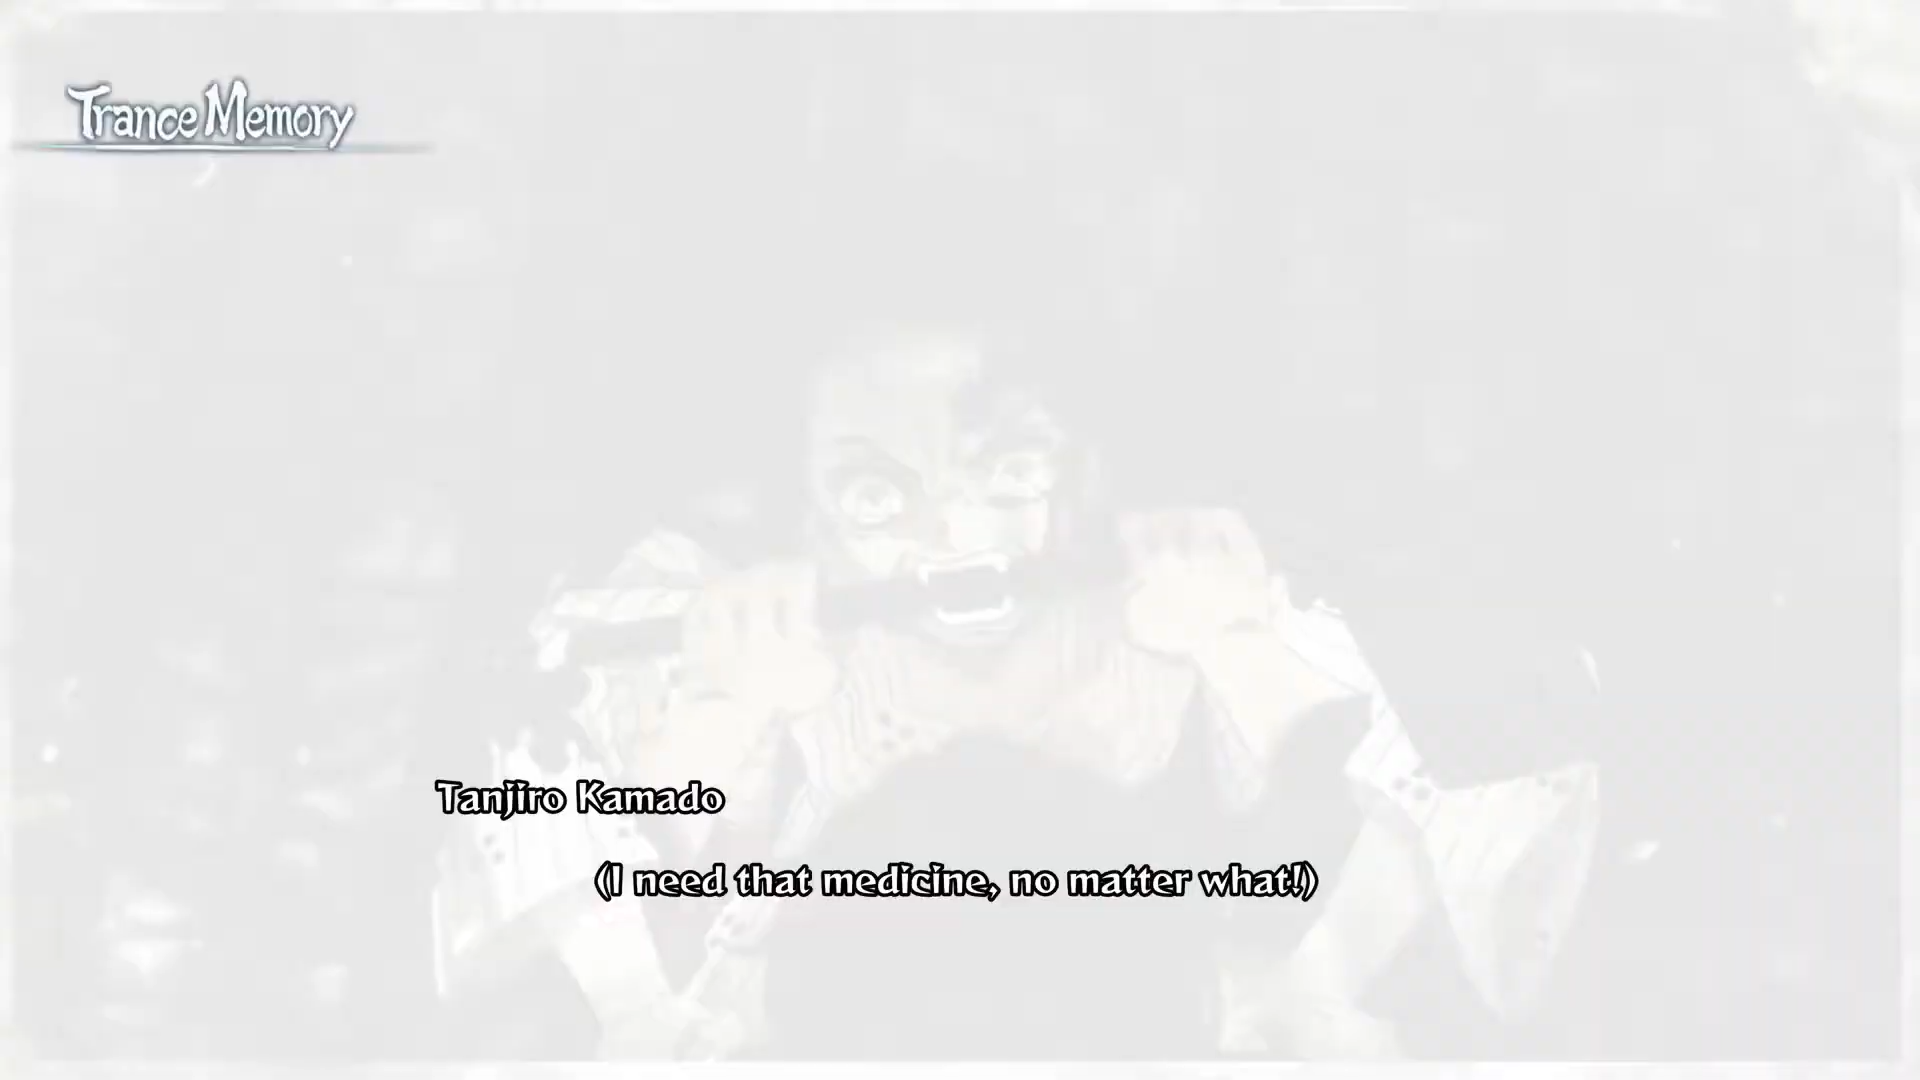 Trance Memory
Tanjiro Kamado
(I need that medicine, no matter what!)